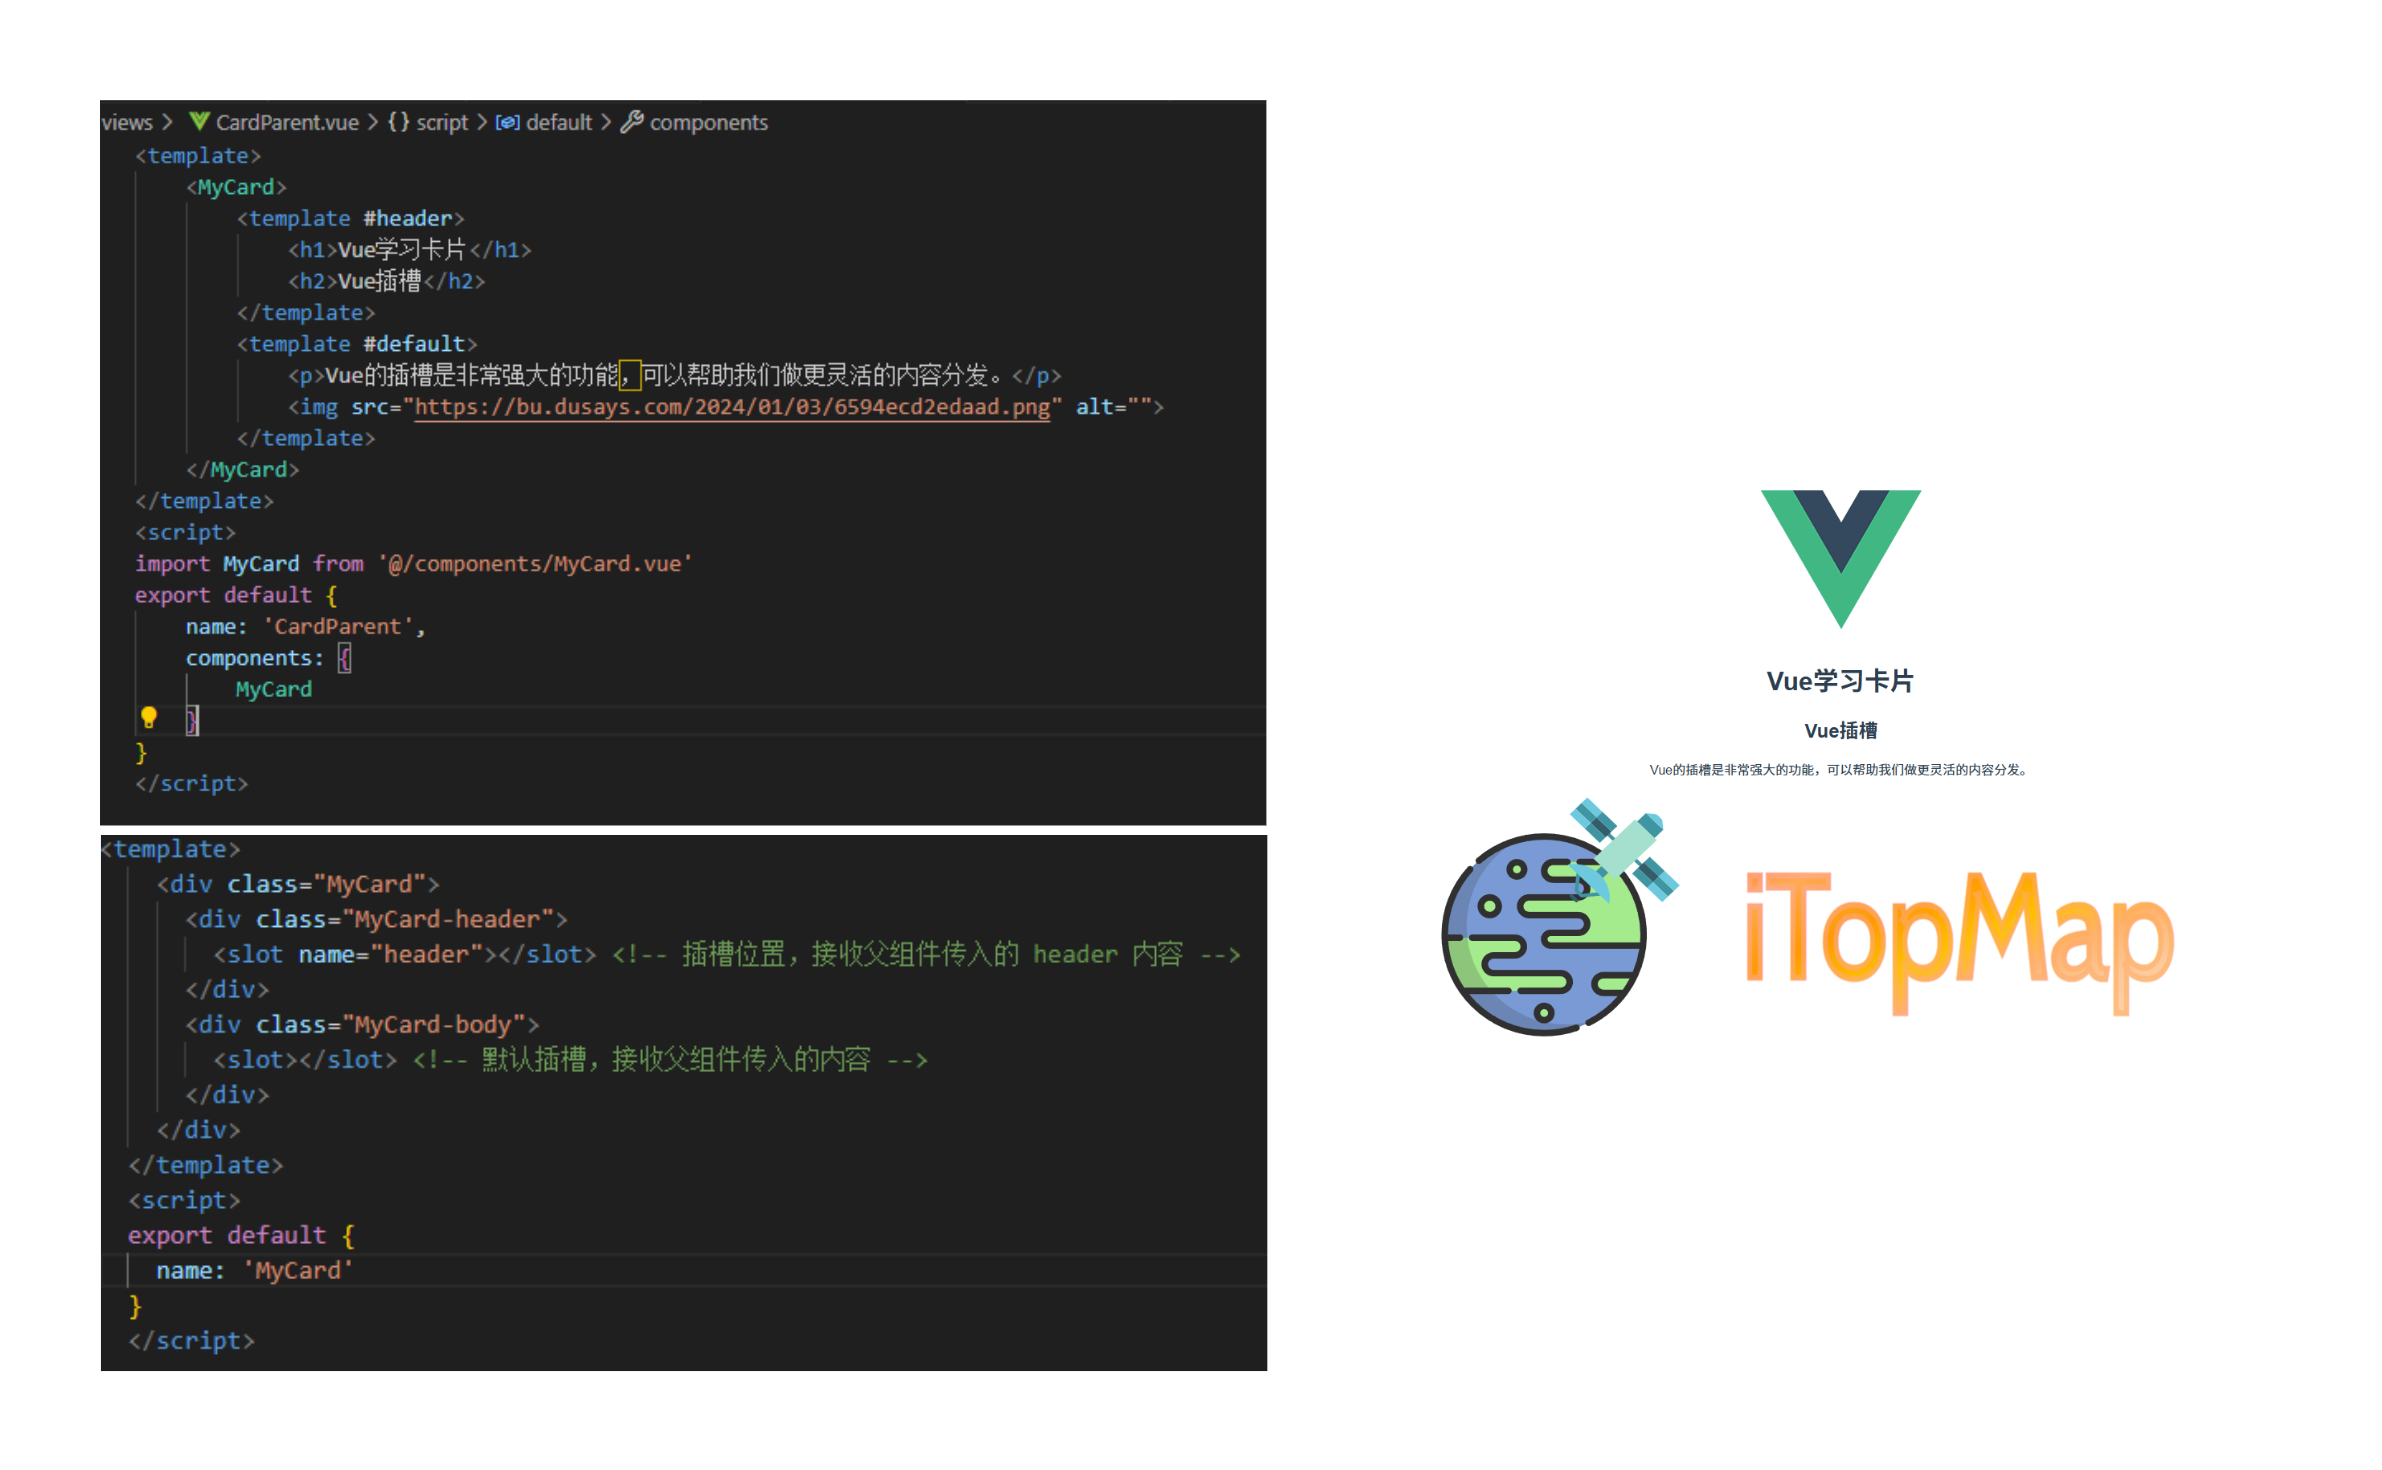 views > CardParent.vue > {} script > default > components
<template>
<MyCard>
<template #header>
<h1>Vue学习卡片</h1>
<h2>Vue插槽</h2>
</template>
<template #default>
<p>Vue的插槽是非常强大的功能，可以帮助我们做更灵活的内容分发。</p>
<img src="https://bu.dusays.com/2024/01/03/6594ecd2edaad.png" alt="">
</template>
</MyCard>
</template>
<script>
import MyCard from '@/components/MyCard.vue'
export default {
name: 'CardParent',
components: {
MyCard
}
}
</script>
<template>
<div class="MyCard">
<div class="MyCard-header">
<slot name="header"></slot> <!-- 插槽位置，接收父组件传入的 header 内容 -->
</div>
<div class="MyCard-body">
<slot></slot> <!-- 默认插槽，接收父组件传入的内容 -->
</div>
</div>
</template>
<script>
export default {
name: 'MyCard'
}
</script>
Vue学习卡片
Vue插槽
Vue的插槽是非常强大的功能，可以帮助我们做更灵活的内容分发。
iTopMap